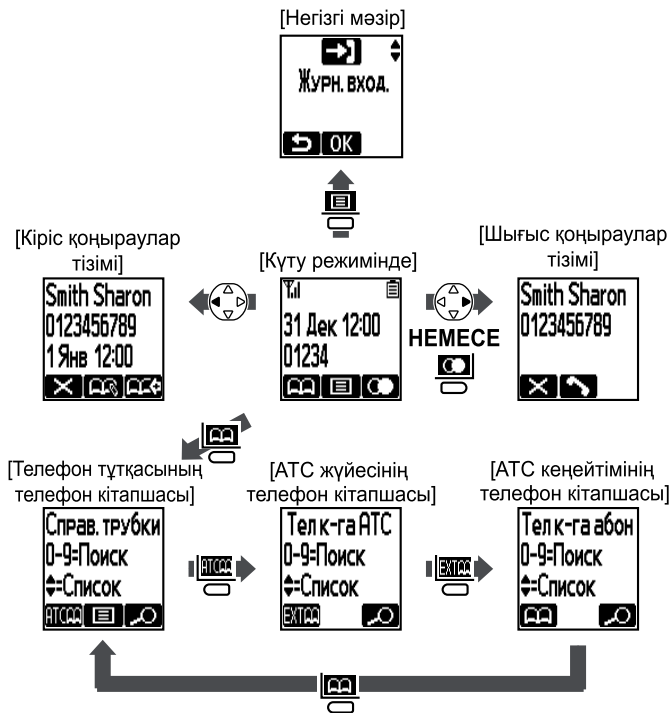 [Негізгі мәзір]
Журн. вход.
OK
[Кіріс қоңыраулар
тізімі]
Smith Sharon
0123456789
1 Янв 12:00
[Күту режимінде]
31 Дек 12:00
01234
НЕМЕСЕ
[Шығыс қоңыраулар
тізімі]
Smith Sharon
0123456789
[Телефон тұтқасының
телефон кітапшасы]
Справ. трубки
0-9=Поиск
=Список
АТС
АТС
[АТС жүйесінің
телефон кітапшасы]
Тел к-га АТС
0-9=Поиск
=Список
EXT
EXT
[АТС кеңейтімінің
телефон кітапшасы]
Тел к-га абон
0-9=Поиск
=Список